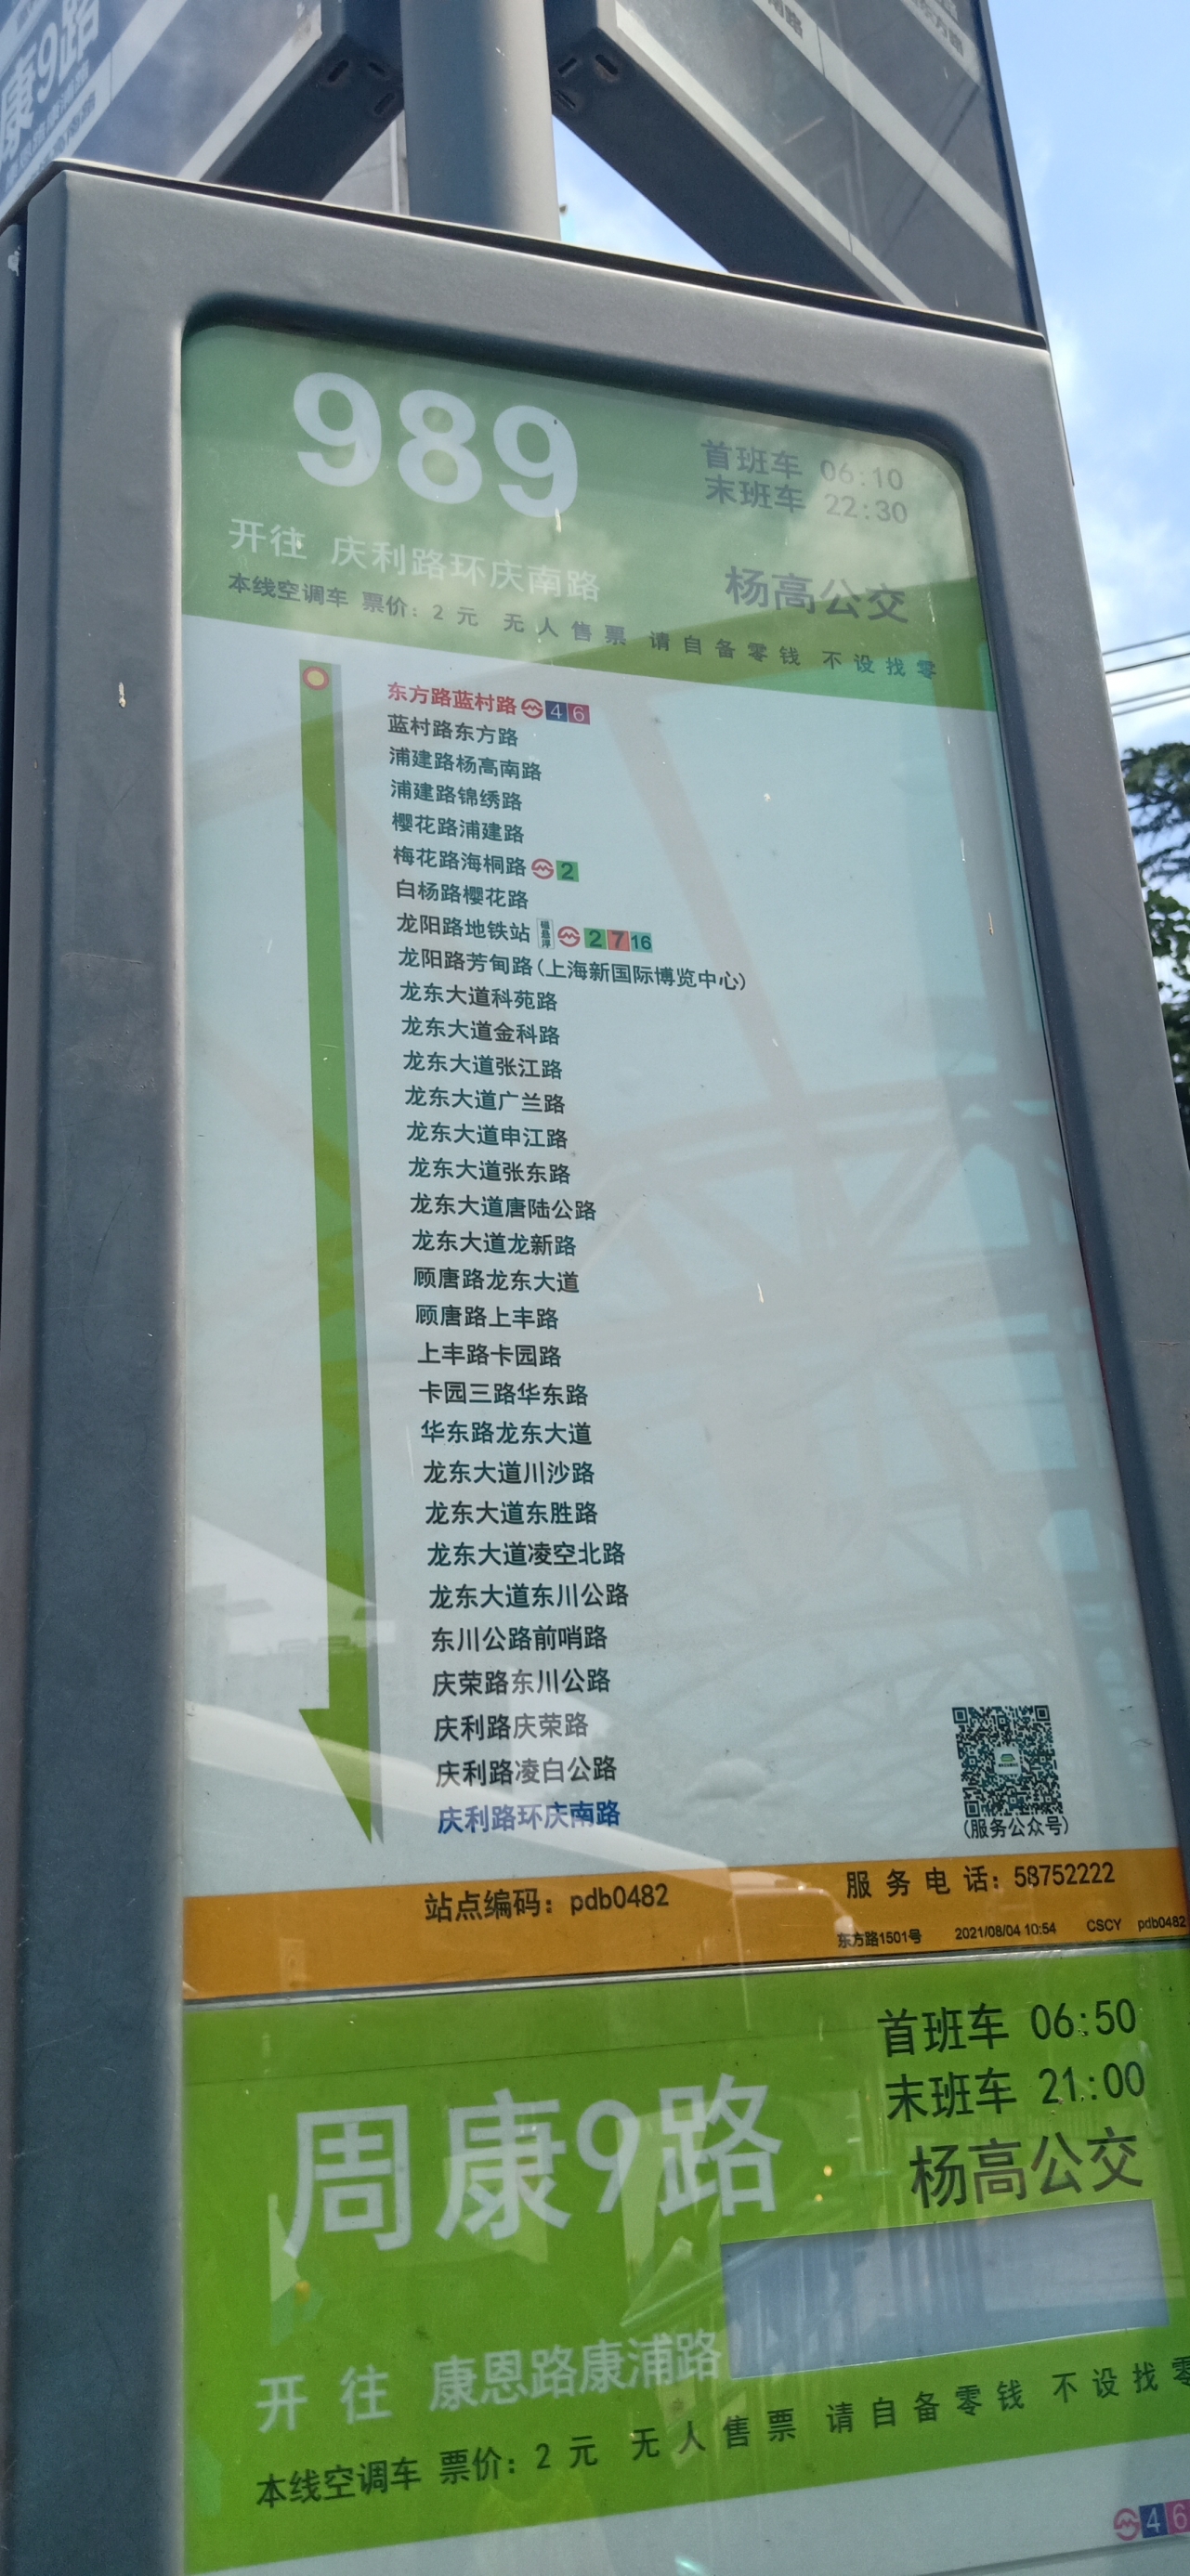 康9路
989
首班车 06:10
末班车 22:30
开往 庆利路环庆南路
杨高公交
本线空调车 票价：2 元 无 人 售 票 请 自 备 零 钱 不 设 找 零
东方路蓝村路 4 6
蓝村路东方路
浦建路杨高南路
浦建路锦绣路
樱花路浦建路
梅花路海桐路 2
白杨路樱花路
龙阳路地铁站 磁悬浮 2 7 16
龙阳路芳甸路(上海新国际博览中心)
龙东大道科苑路
龙东大道金科路
龙东大道张江路
龙东大道广兰路
龙东大道申江路
龙东大道张东路
龙东大道唐陆公路
龙东大道龙新路
顾唐路龙东大道
顾唐路上丰路
上丰路卡园路
卡园三路华东路
华东路龙东大道
龙东大道川沙路
龙东大道东胜路
龙东大道凌空北路
龙东大道东川公路
东川公路前哨路
庆荣路东川公路
庆利路庆荣路
庆利路凌白公路
庆利路环庆南路
(服务公众号)
站点编码：pdb0482
服 务 电 话：58752222
东方路1501号 2021/08/04 10:54 CSCY pdb0482
周康9路
首班车 06:50
末班车 21:00
杨高公交
开 往 康恩路康浦路
本线空调车 票价：2 元 无 人 售 票 请 自 备 零 钱 不 设 找 零
4 6